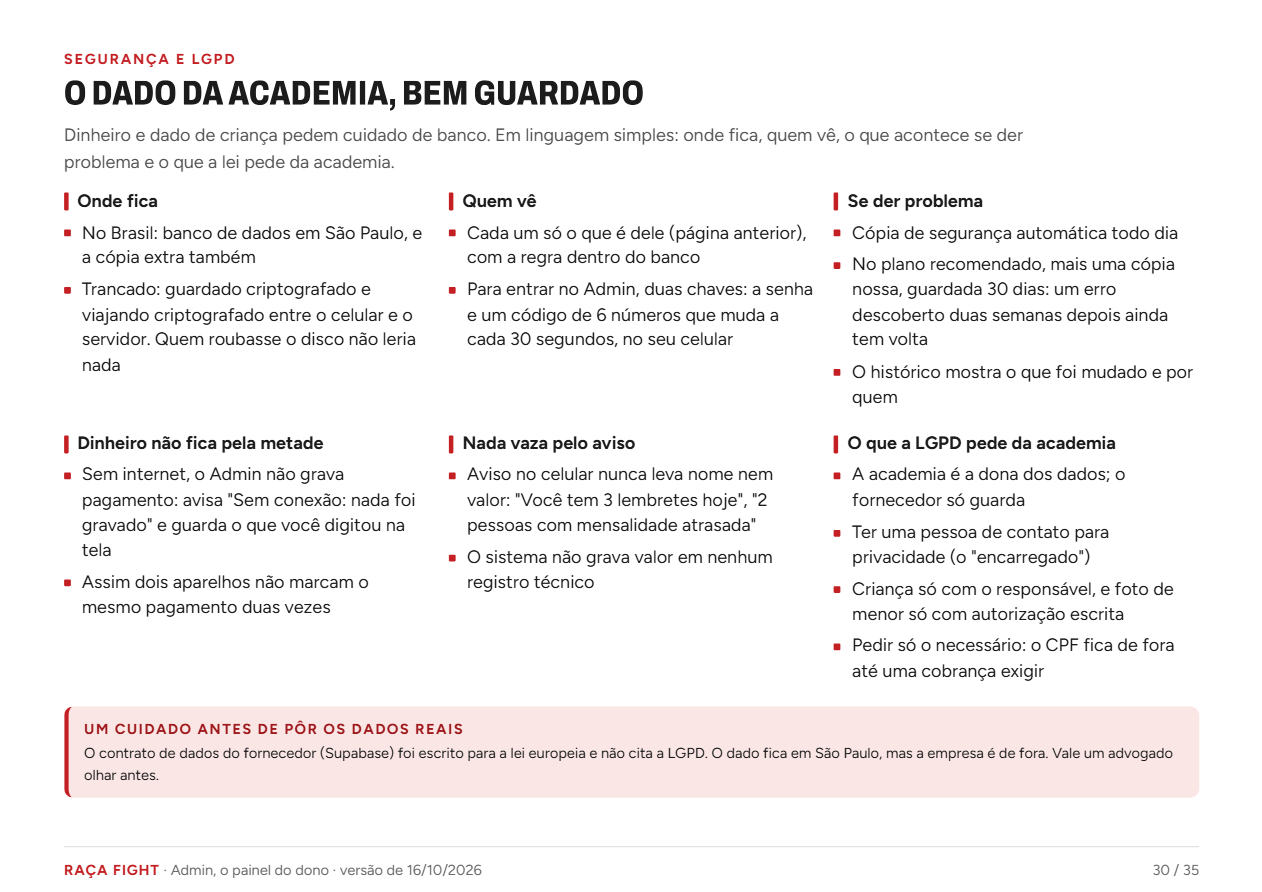 SEGURANÇA E LGPD
O DADO DA ACADEMIA, BEM GUARDADO
Dinheiro e dado de criança pedem cuidado de banco. Em linguagem simples: onde fica, quem vê, o que acontece se der
problema e o que a lei pede da academia.
Onde fica
No Brasil: banco de dados em São Paulo, e
a cópia extra também
Trancado: guardado criptografado e
viajando criptografado entre o celular e o
servidor. Quem roubasse o disco não leria
nada
Quem vê
Cada um só o que é dele (página anterior),
com a regra dentro do banco
Para entrar no Admin, duas chaves: a senha
e um código de 6 números que muda a
cada 30 segundos, no seu celular
Se der problema
Cópia de segurança automática todo dia
No plano recomendado, mais uma cópia
nossa, guardada 30 dias: um erro
descoberto duas semanas depois ainda
tem volta
O histórico mostra o que foi mudado e por
quem
Dinheiro não fica pela metade
Sem internet, o Admin não grava
pagamento: avisa "Sem conexão: nada foi
gravado" e guarda o que você digitou na
tela
Assim dois aparelhos não marcam o
mesmo pagamento duas vezes
Nada vaza pelo aviso
Aviso no celular nunca leva nome nem
valor: "Você tem 3 lembretes hoje", "2
pessoas com mensalidade atrasada"
O sistema não grava valor em nenhum
registro técnico
O que a LGPD pede da academia
A academia é a dona dos dados; o
fornecedor só guarda
Ter uma pessoa de contato para
privacidade (o "encarregado")
Criança só com o responsável, e foto de
menor só com autorização escrita
Pedir só o necessário: o CPF fica de fora
até uma cobrança exigir
UM CUIDADO ANTES DE PÔR OS DADOS REAIS
O contrato de dados do fornecedor (Supabase) foi escrito para a lei europeia e não cita a LGPD. O dado fica em São Paulo, mas a empresa é de fora. Vale um advogado
olhar antes.
RAÇA FIGHT · Admin, o painel do dono · versão de 16/10/2026
30 / 35